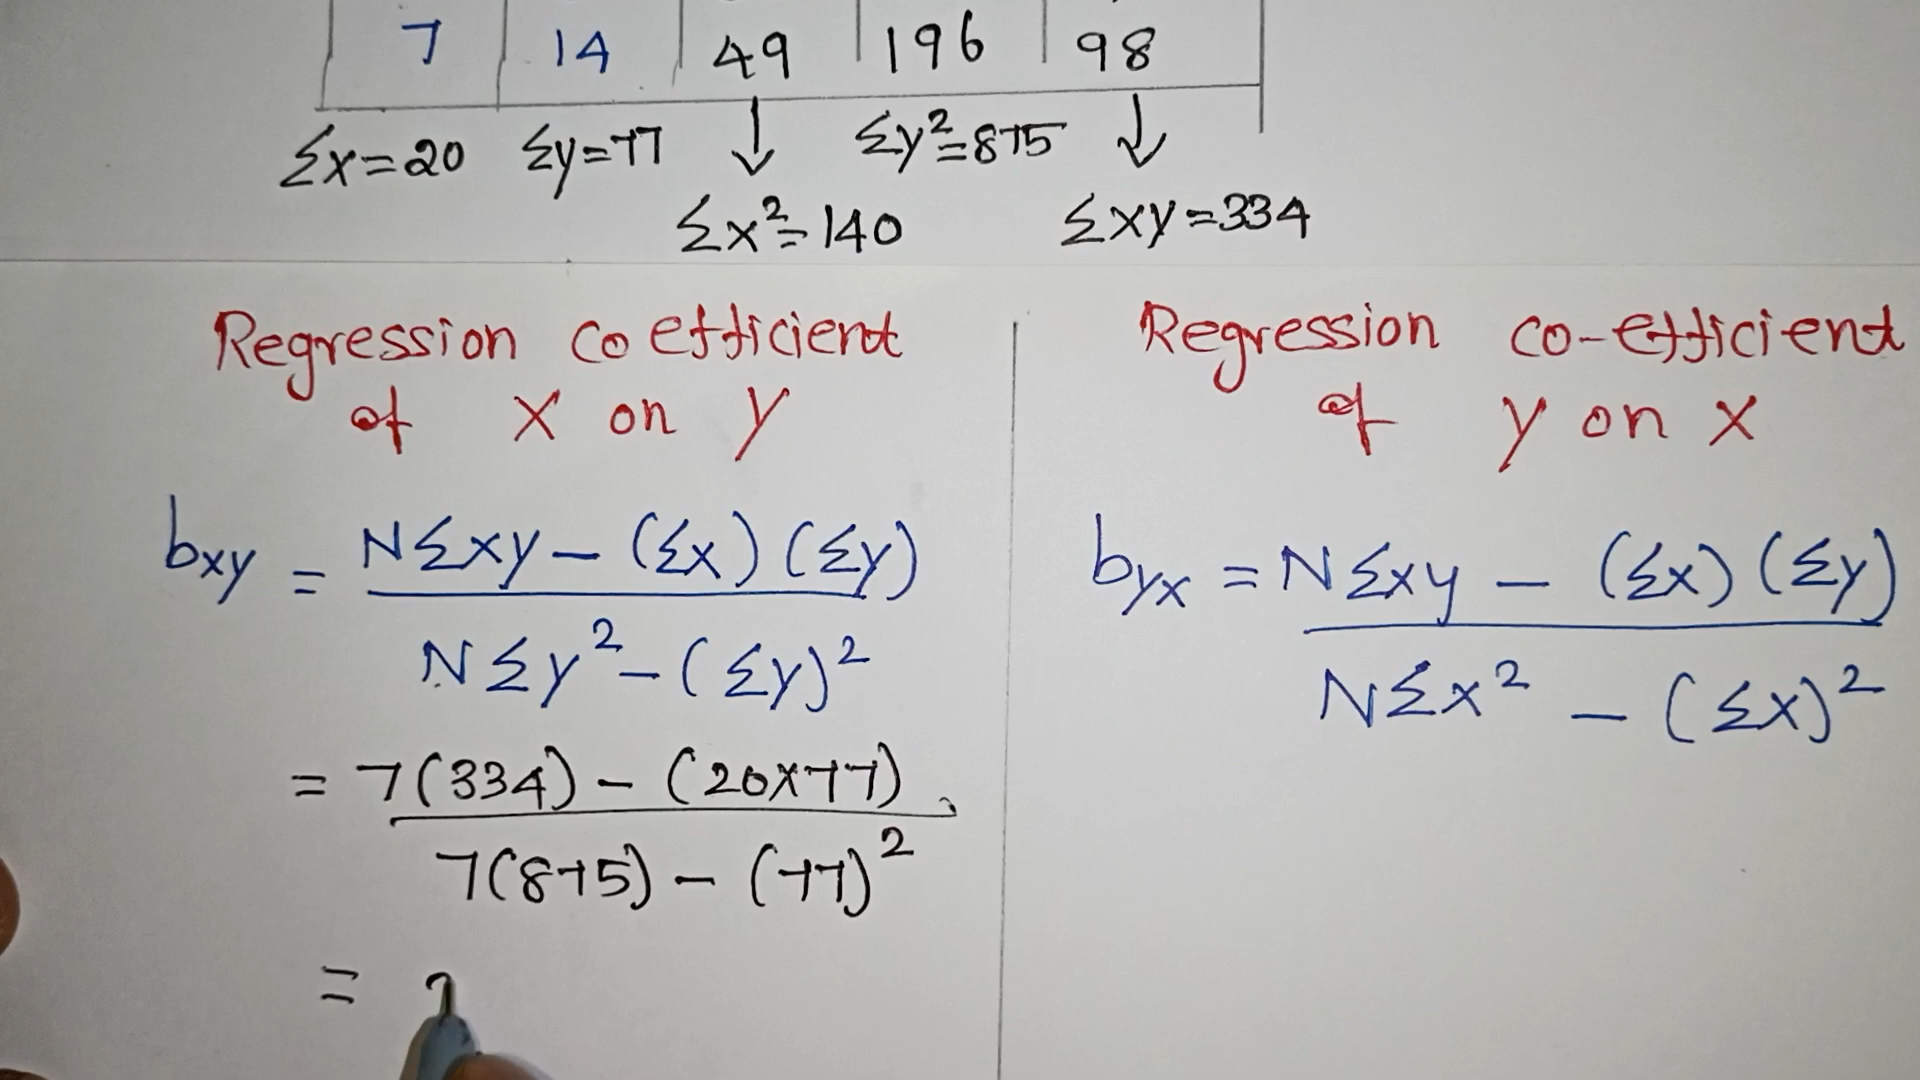 7 14 49 196 98
Σx=20 Σy=77 ↓ Σy²=875 ↓
Σx²=140 Σxy=334
Regression coefficient
of x on y
bxy = NΣxy - (Σx) (Σy)
NΣy² - (Σy)²
= 7(334) - (20x77)
7(875) - (77)²
=
Regression co-efficient
of y on x
byx = NΣxy - (Σx) (Σy)
NΣx² - (Σx)²